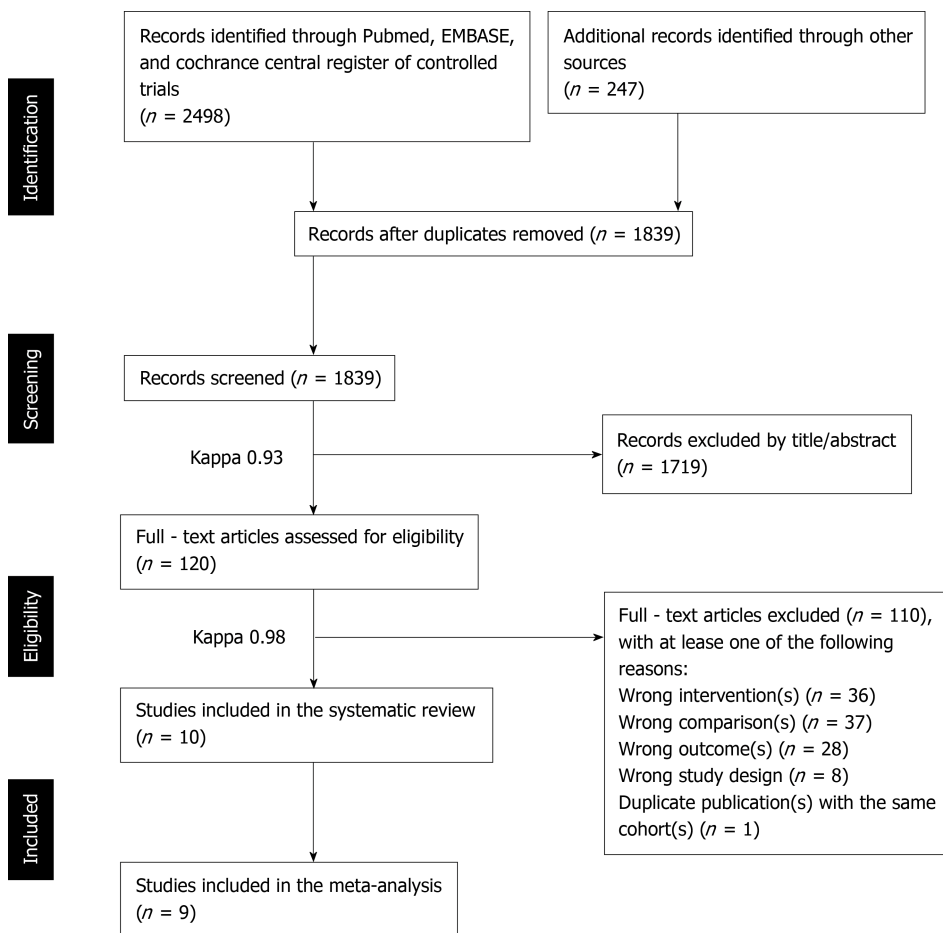 Identification
Records identified through Pubmed, EMBASE,
and cochrance central register of controlled
trials
(n = 2498)
Additional records identified through other
sources
(n = 247)
Records after duplicates removed (n = 1839)
Screening
Records screened (n = 1839)
Kappa 0.93
Records excluded by title/abstract
(n = 1719)
Full - text articles assessed for eligibility
(n = 120)
Eligibility
Kappa 0.98
Full - text articles excluded (n = 110),
with at lease one of the following
reasons:
Wrong intervention(s) (n = 36)
Wrong comparison(s) (n = 37)
Wrong outcome(s) (n = 28)
Wrong study design (n = 8)
Duplicate publication(s) with the same
cohort(s) (n = 1)
Studies included in the systematic review
(n = 10)
Included
Studies included in the meta-analysis
(n = 9)